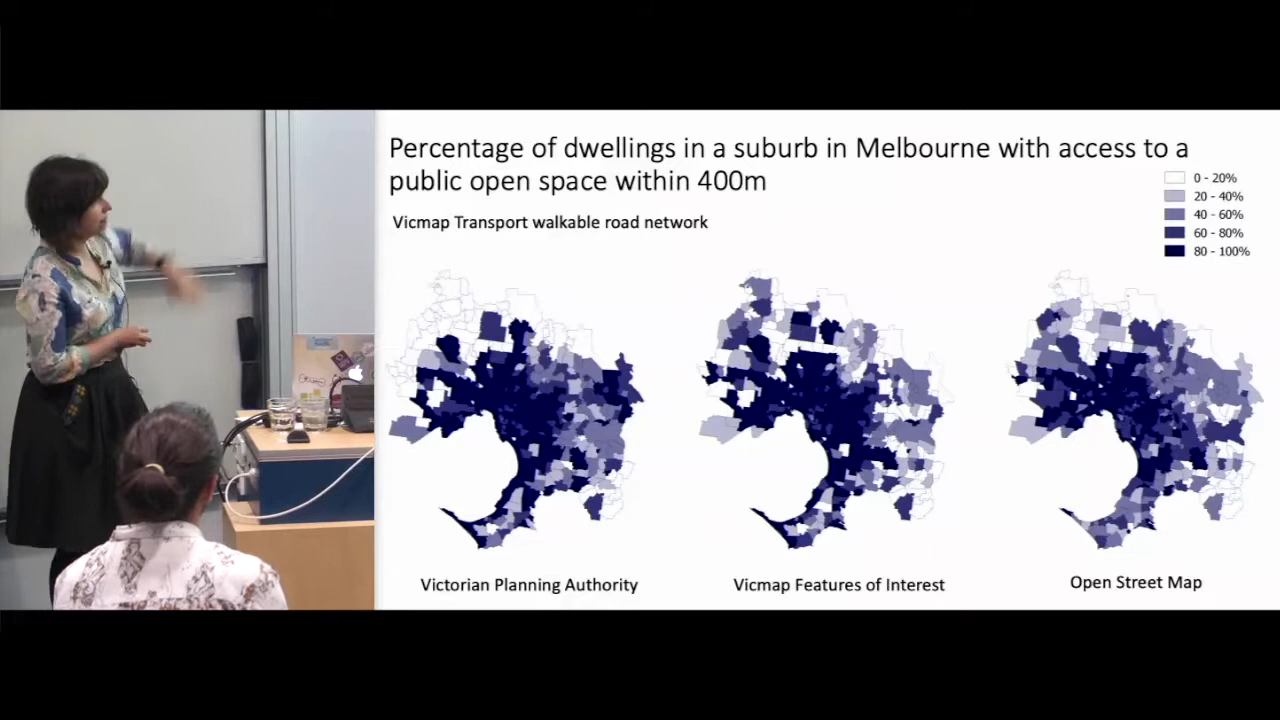 Percentage of dwellings in a suburb in Melbourne with access to a
public open space within 400m
0 - 20%
20 - 40%
40 - 60%
60 - 80%
80 - 100%
Vicmap Transport walkable road network
Victorian Planning Authority
Vicmap Features of Interest
Open Street Map